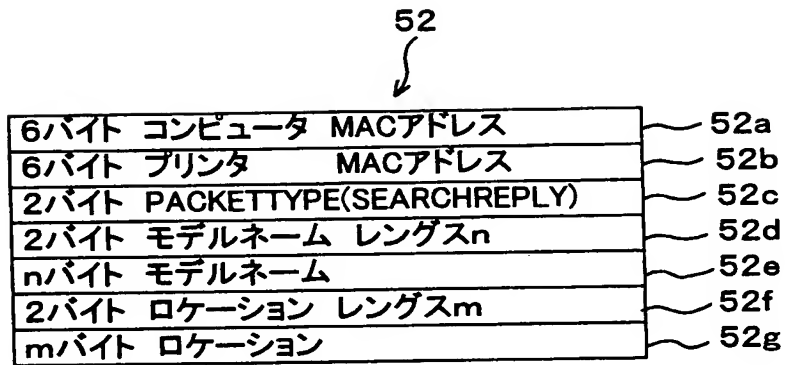 52
6バイト コンピュータ MACアドレス 52a
6バイト プリンタ MACアドレス 52b
2バイト PACKETTYPE(SEARCHREPLY) 52c
2バイト モデルネーム レングスn 52d
nバイト モデルネーム 52e
2バイト ロケーション レングスm 52f
mバイト ロケーション 52g